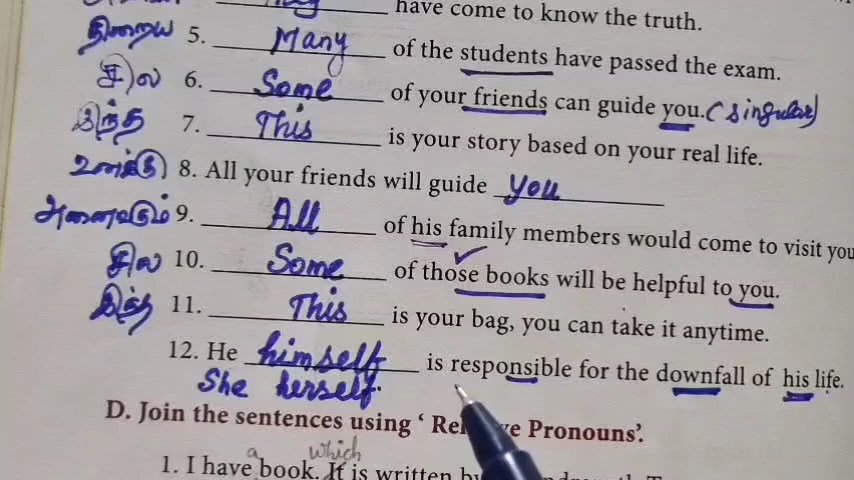 have come to know the truth.
நிறைய 5. Many of the students have passed the exam.
சில 6. Some of your friends can guide you. (singular)
இந்த 7. This is your story based on your real life.
உனக்கு 8. All your friends will guide you
அனைவரும் 9. All of his family members would come to visit you
சில 10. Some of those books will be helpful to you.
இந்த 11. This is your bag, you can take it anytime.
12. He himself is responsible for the downfall of his life.
She herself.
D. Join the sentences using ‘ Pronouns’.
a which
1. I have book. It is written